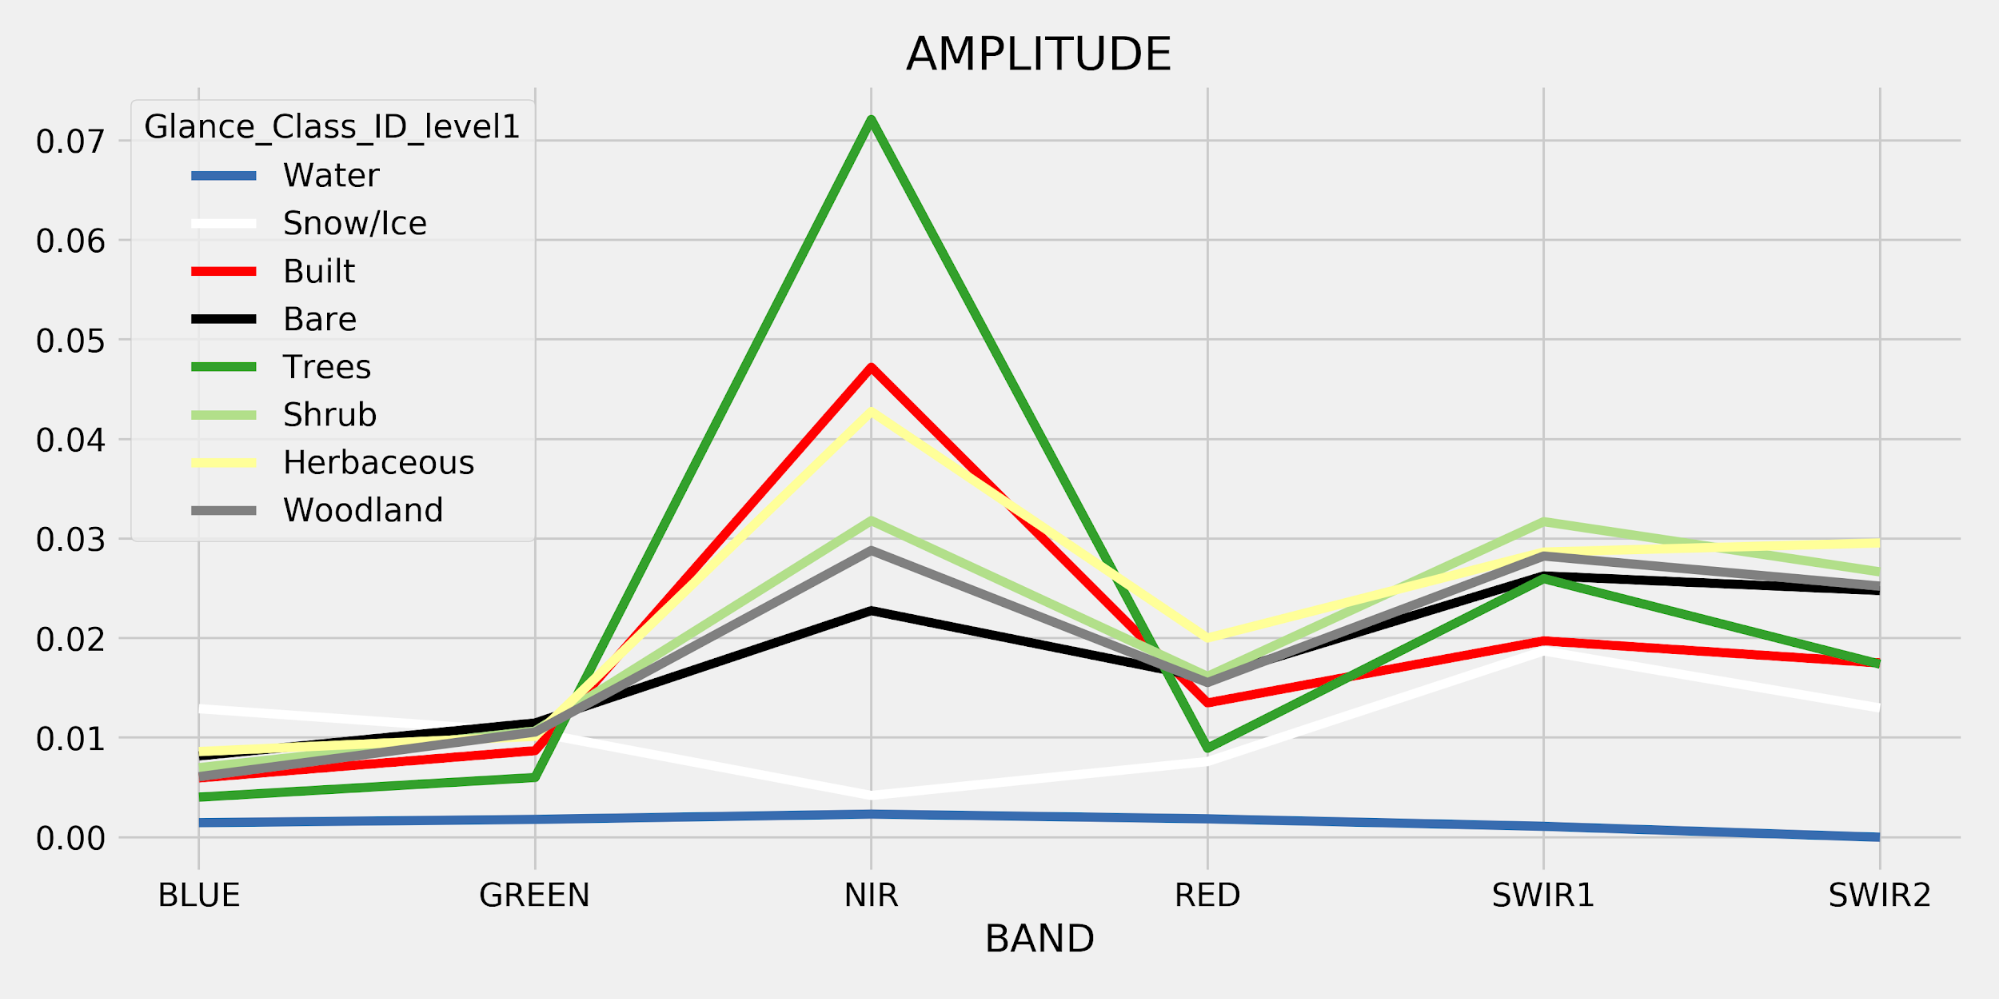 AMPLITUDE
Glance_Class_ID_level1
Water
Snow/Ice
Built
Bare
Trees
Shrub
Herbaceous
Woodland
0.07
0.06
0.05
0.04
0.03
0.02
0.01
0.00
BLUE GREEN NIR RED SWIR1 SWIR2
BAND